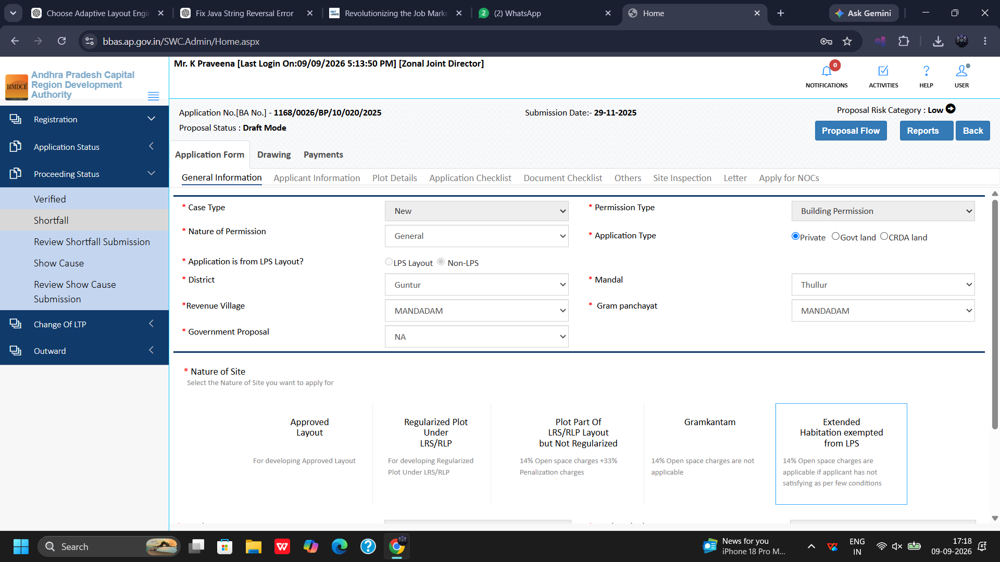 Choose Adaptive Layout Engin
Fix Java String Reversal Error
Revolutionizing the Job Marke
(2) WhatsApp
Home
Ask Gemini
bbas.ap.gov.in/SWC.Admin/Home.aspx
BIMDCR
Andhra Pradesh Capital
Region Development
Authority
Mr. K Praveena [Last Login On:09/09/2026 5:13:50 PM] [Zonal Joint Director]
0
NOTIFICATIONS
ACTIVITIES
HELP
USER
Registration
Application Status
Proceeding Status
Verified
Shortfall
Review Shortfall Submission
Show Cause
Review Show Cause
Submission
Change Of LTP
Outward
Application No.[BA No.] - 1168/0026/BP/10/020/2025
Submission Date:- 29-11-2025
Proposal Risk Category : Low
Proposal Status : Draft Mode
Proposal Flow
Reports
Back
Application Form
Drawing
Payments
General Information
Applicant Information
Plot Details
Application Checklist
Document Checklist
Others
Site Inspection
Letter
Apply for NOCs
* Case Type
New
* Permission Type
Building Permission
* Nature of Permission
General
* Application Type
Private Govt land CRDA land
* Application is from LPS Layout?
LPS Layout Non-LPS
* District
Guntur
* Mandal
Thullur
*Revenue Village
MANDADAM
* Gram panchayat
MANDADAM
* Government Proposal
NA
* Nature of Site
Select the Nature of Site you want to apply for
Approved
Layout
For developing Approved Layout
Regularized Plot
Under
LRS/RLP
For developing Regularized
Plot Under LRS/RLP
Plot Part Of
LRS/RLP Layout
but Not Regularized
14% Open space charges +33%
Penalization charges
Gramkantam
14% Open space charges are not
applicable
Extended
Habitation exempted
from LPS
14% Open space charges are
applicable if applicant has not
satisfying as per few conditions
Search
News for you
iPhone 18 Pro M...
ENG
IN
17:18
09-09-2026